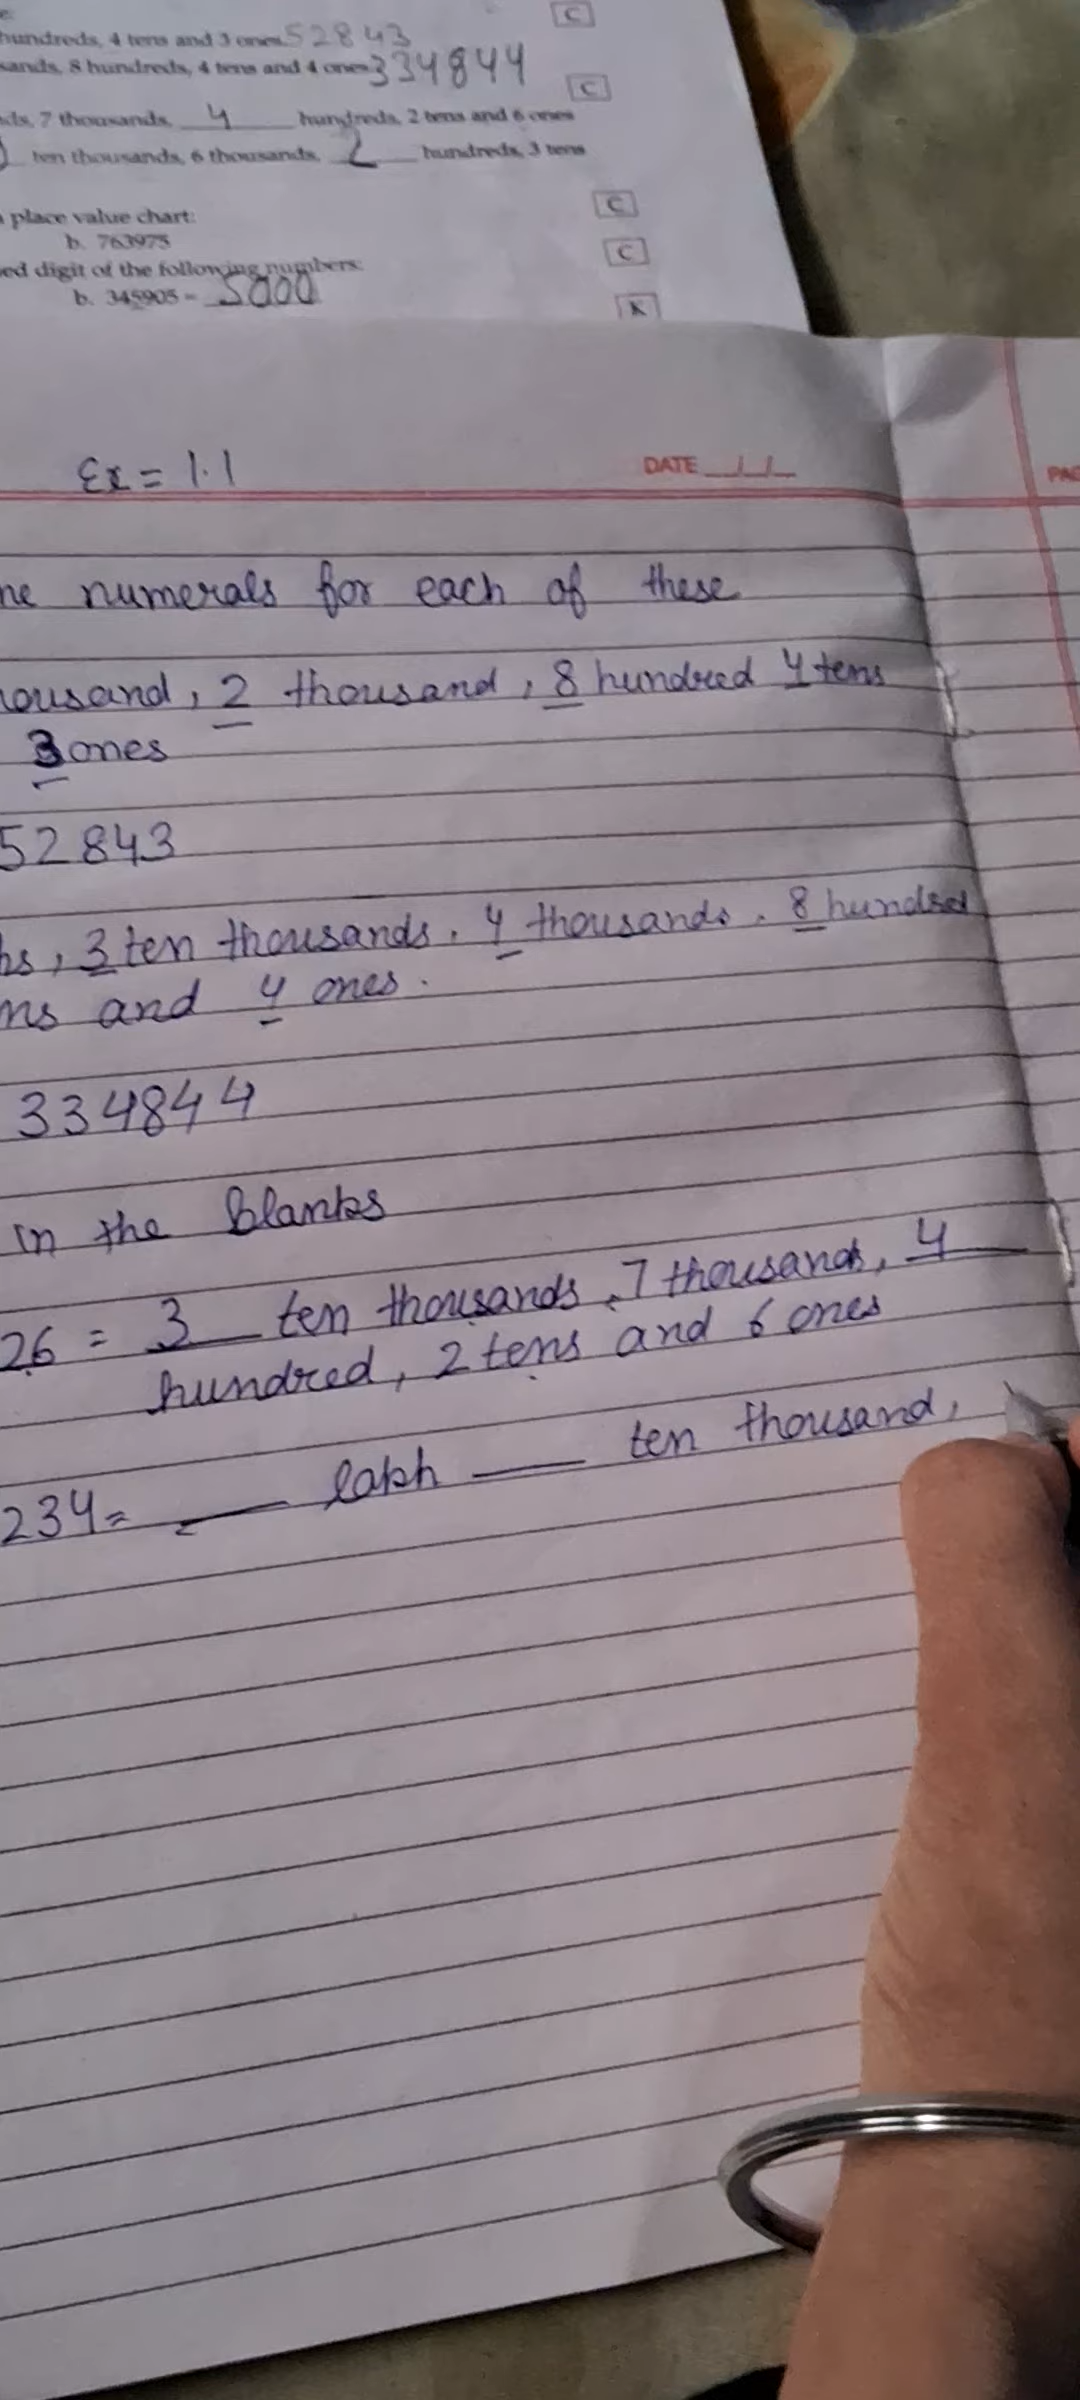 hundreds, 4 tens and 3 ones 52843
sands, 8 hundreds, 4 tens and 4 ones 334844
ds, 7 thousands, 4 hundreds, 2 tens and 6 ones
ten thousands, 6 thousands, 2 hundreds, 3 tens
place value chart:
b. 763975
ed digit of the following numbers:
b. 345905 = 5000
C
C
C
C
K
Ex = 1.1
DATE
PAG
he numerals for each of these
housand, 2 thousand, 8 hundred 4 tens
3 ones
52843
hs, 3 ten thousands, 4 thousands, 8 hundred
ns and 4 ones.
334844
in the Blanks
26 = 3 ten thousands, 7 thousands, 4
hundred, 2 tens and 6 ones
234= lakh ten thousand,